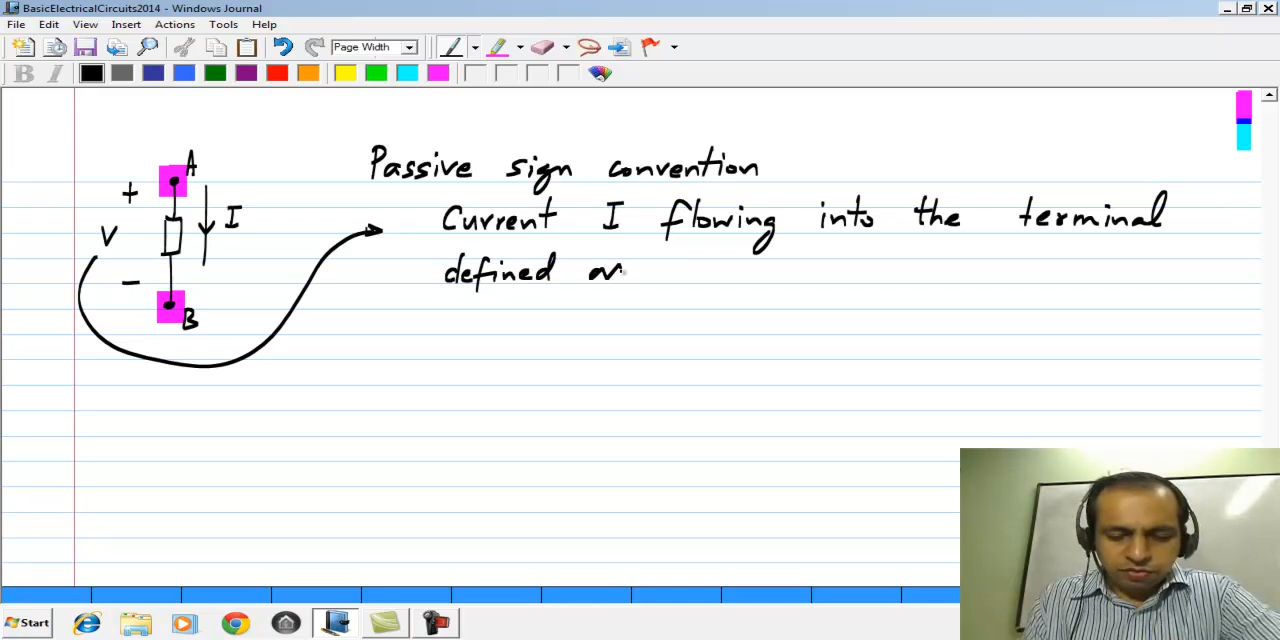 BasicElectricalCircuits2014 - Windows Journal
File Edit View Insert Actions Tools Help
Page Width
B I
A
+
V
I
-
B
Passive sign convention
Current I flowing into the terminal
defined
Start